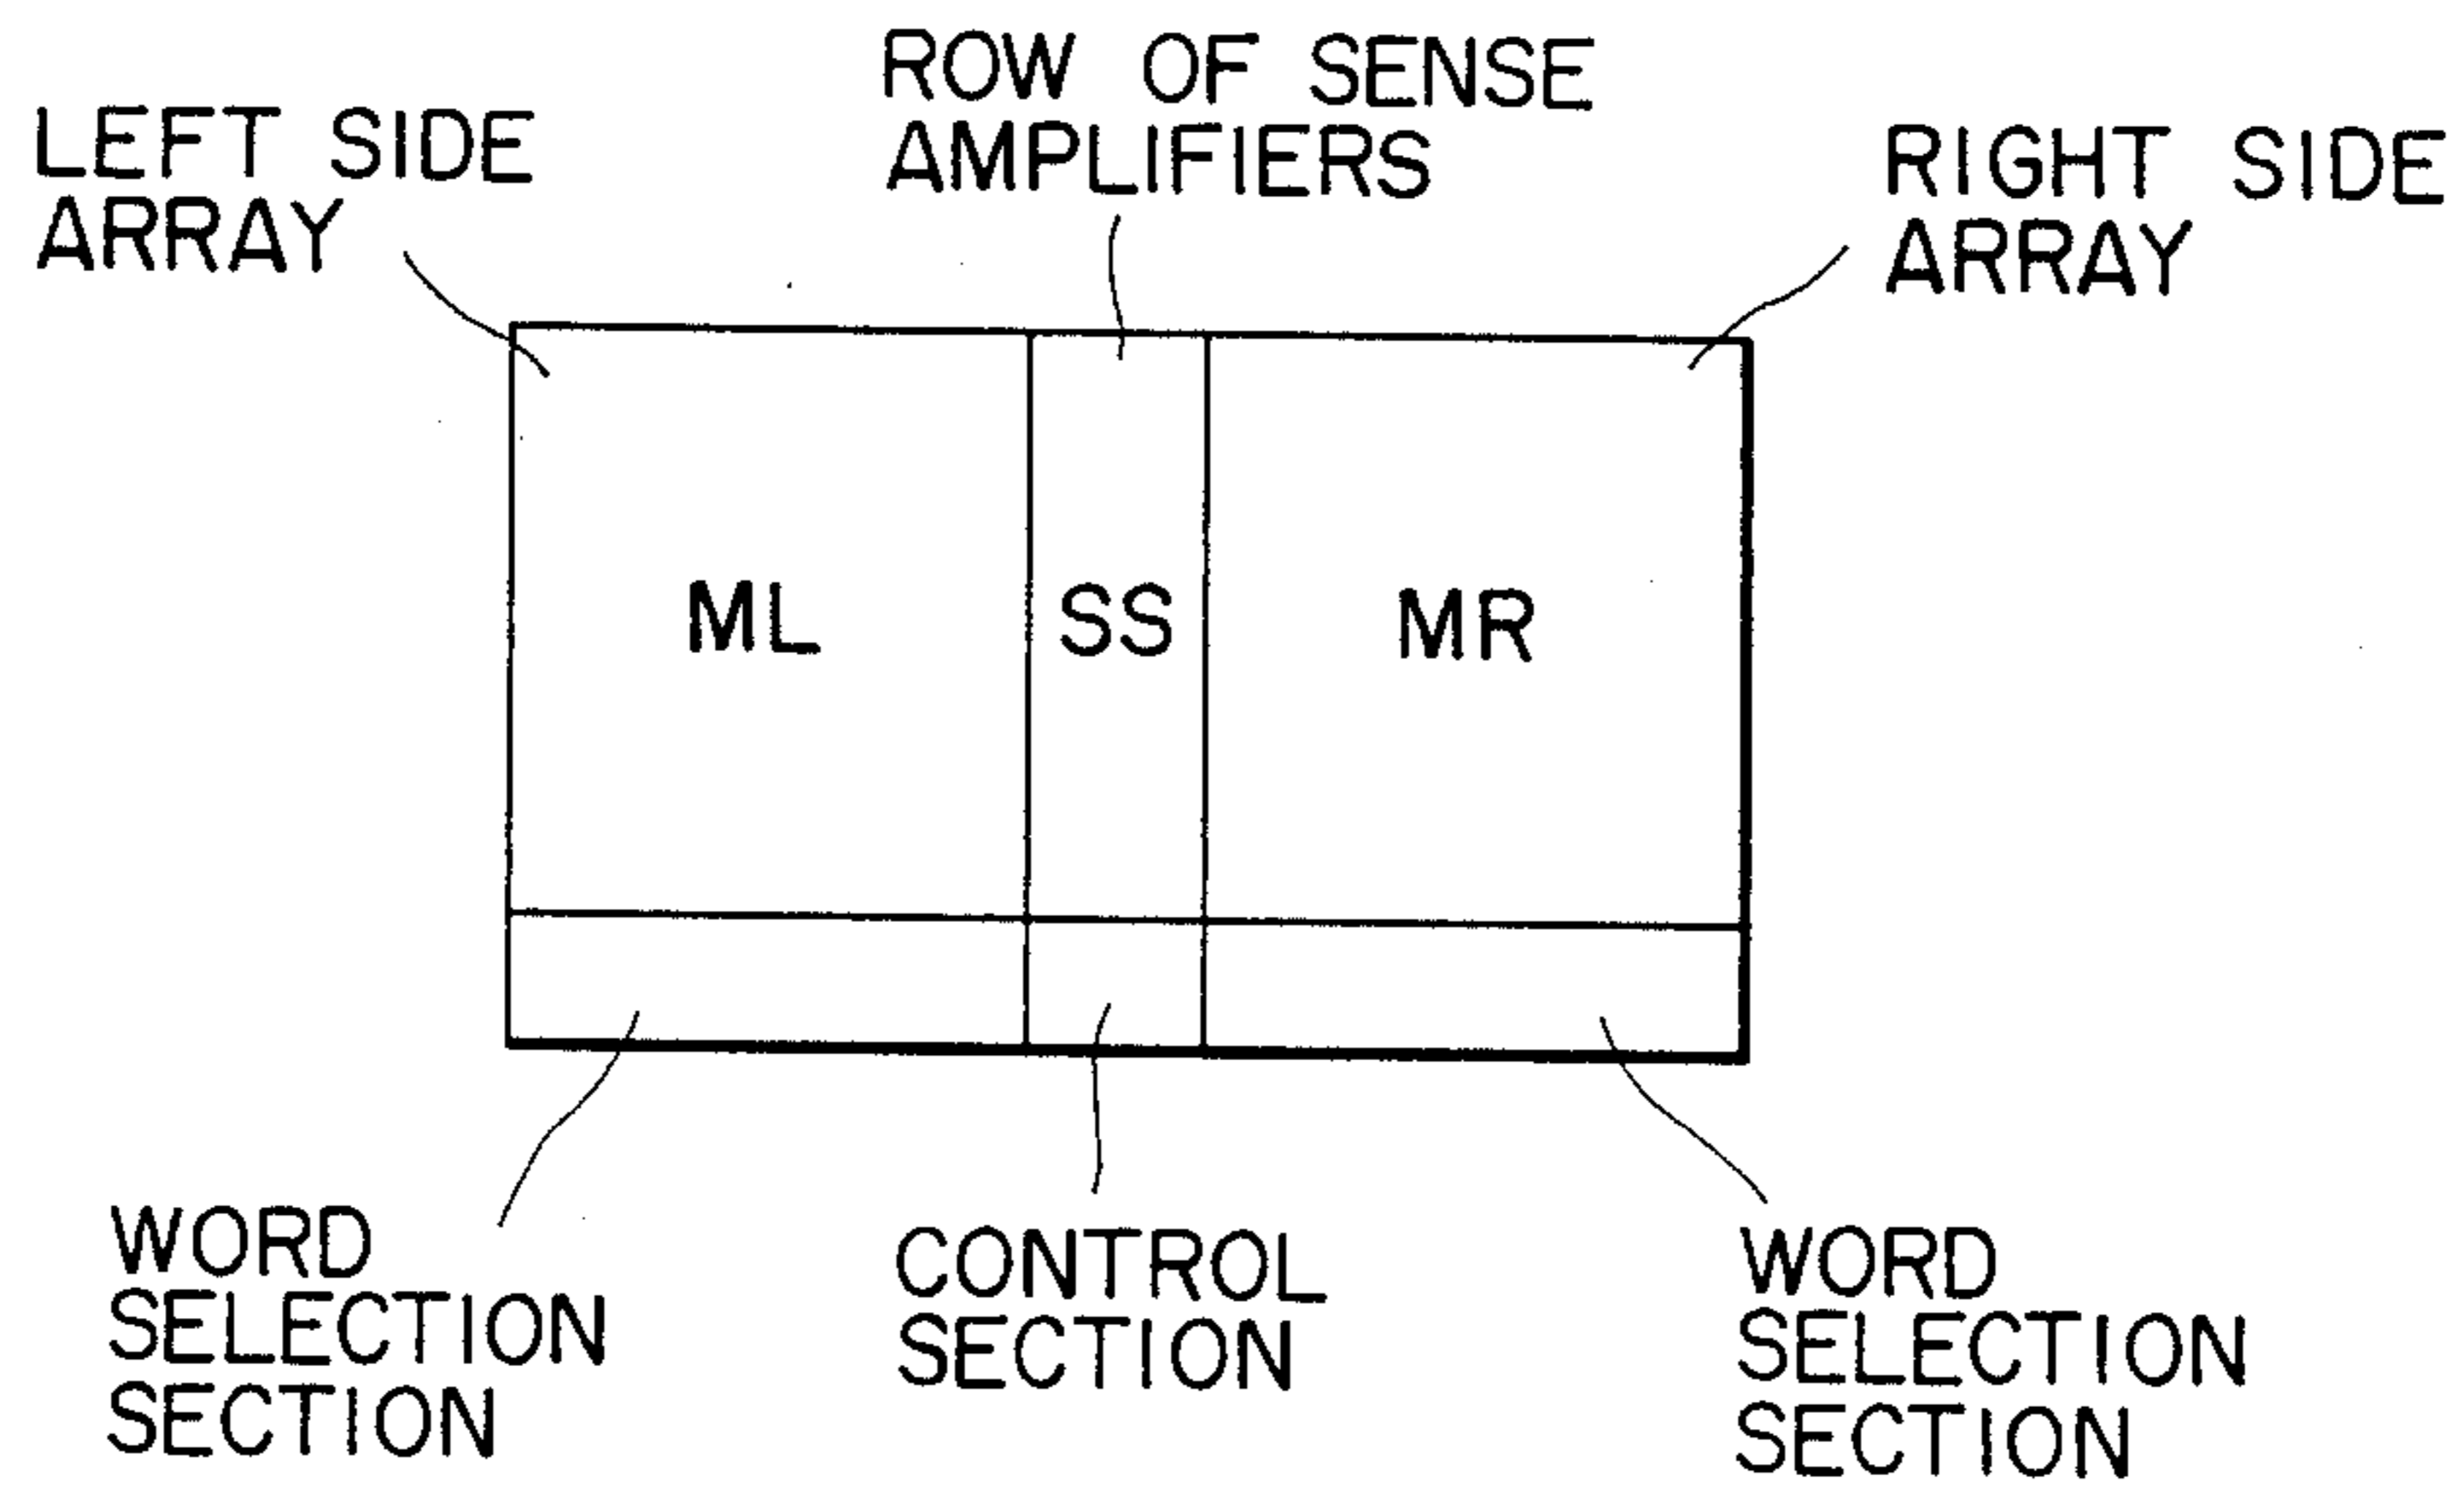 ROW OF SENSE
AMPLIFIERS
LEFT SIDE
ARRAY
RIGHT SIDE
ARRAY
ML
SS
MR
WORD
SELECTION
SECTION
CONTROL
SECTION
WORD
SELECTION
SECTION